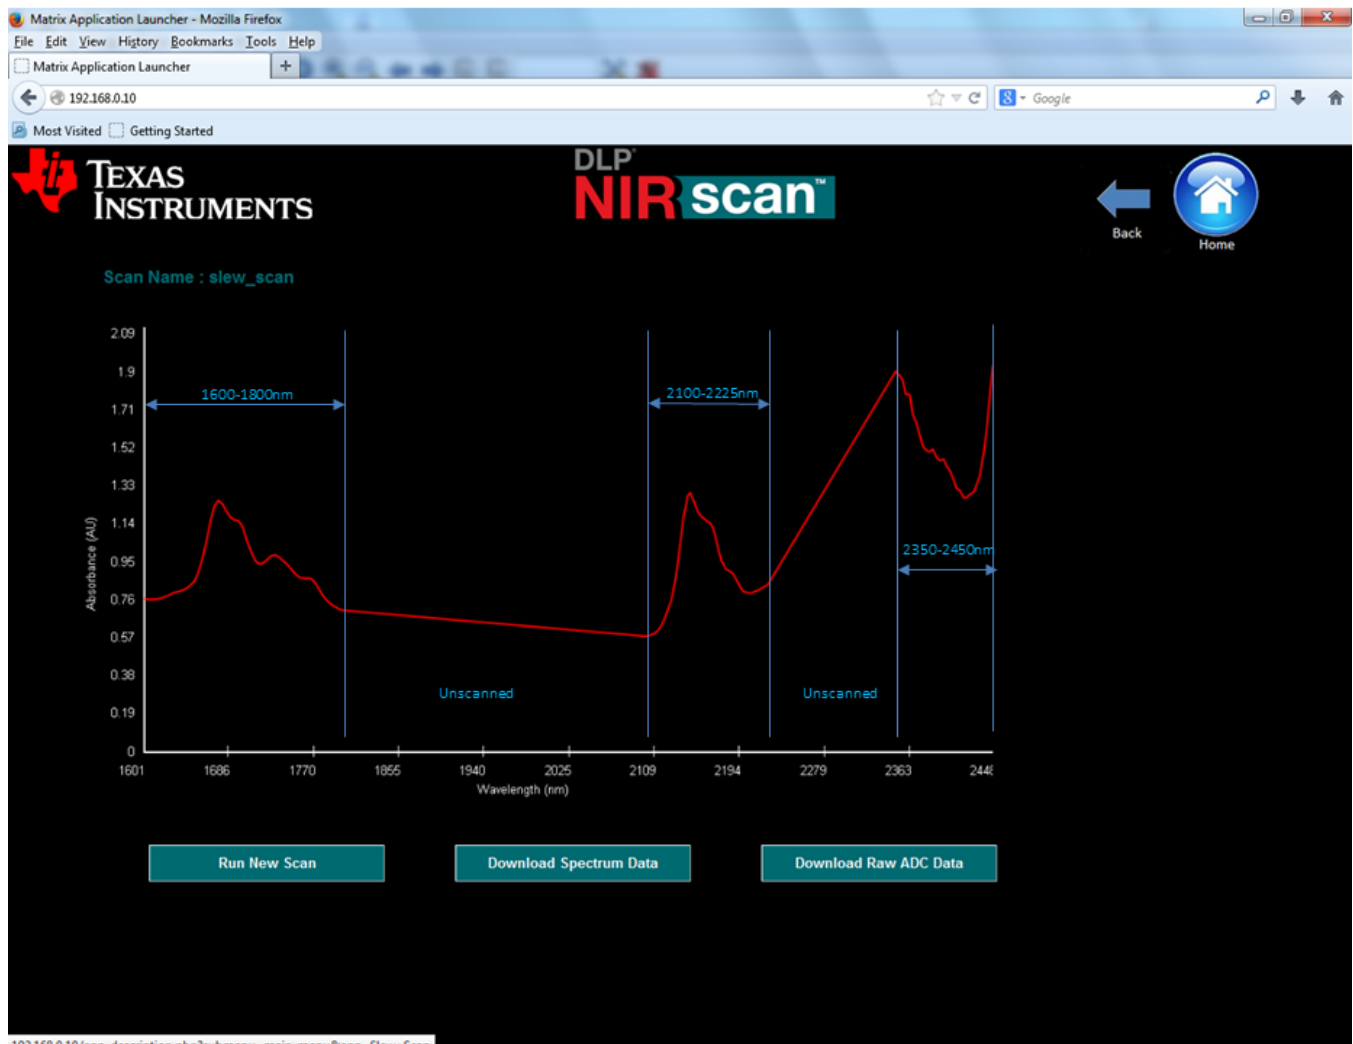 Matrix Application Launcher - Mozilla Firefox
File Edit View History Bookmarks Tools Help
Matrix Application Launcher +
192.168.0.10
8 Google
Most Visited Getting Started
TEXAS
INSTRUMENTS
DLP®
NIRscan™
Back
Home
Scan Name : slew_scan
2.09
1.9
1.71
1.52
1.33
1.14
0.95
0.76
0.57
0.38
0.19
0
Absorbance (AU)
1600-1800nm
2100-2225nm
2350-2450nm
Unscanned
Unscanned
1601 1686 1770 1855 1940 2025 2109 2194 2279 2363 244
Wavelength (nm)
Run New Scan
Download Spectrum Data
Download Raw ADC Data